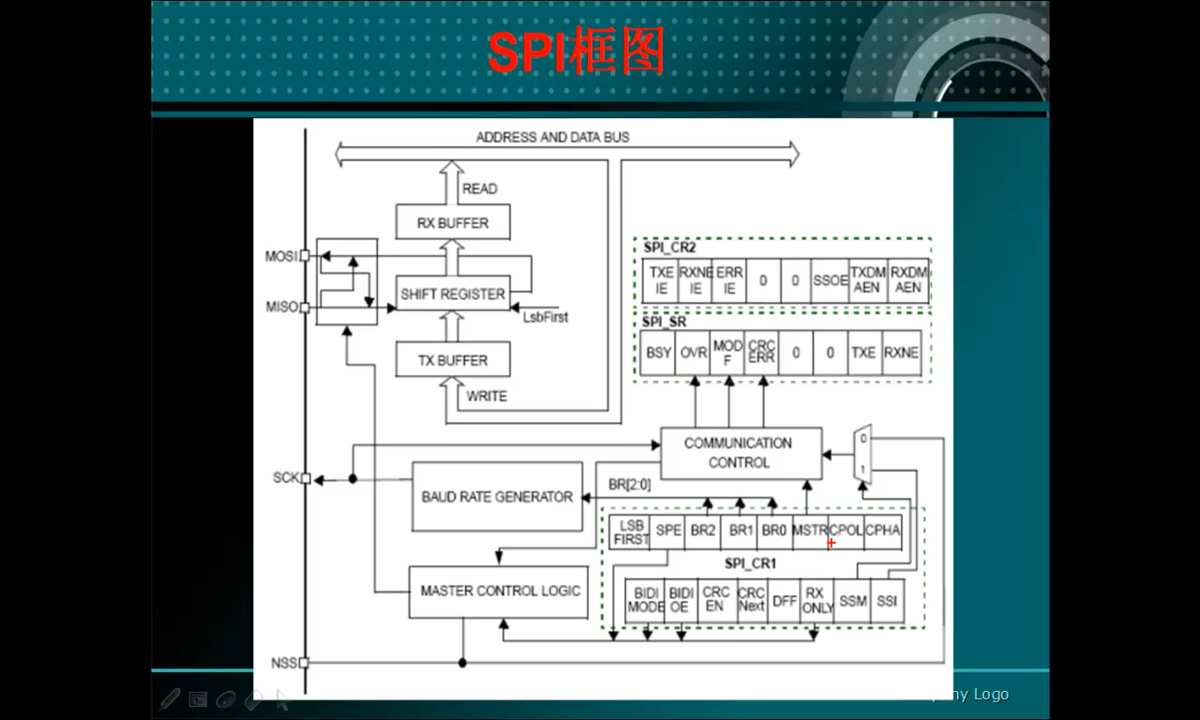 SPI框图
ADDRESS AND DATA BUS
READ
RX BUFFER
MOSI
SHIFT REGISTER
MISO
LsbFirst
TX BUFFER
WRITE
SPI_CR2
TXE IE
RXNE IE
ERR IE
0
0
SSOE
TXDM AEN
RXDM AEN
SPI_SR
BSY
OVR
MOD F
CRC ERR
0
0
TXE
RXNE
COMMUNICATION
CONTROL
0
1
SCK
BAUD RATE GENERATOR
BR[2:0]
LSB FIRST
SPE
BR2
BR1
BR0
MSTR
CPOL
CPHA
SPI_CR1
MASTER CONTROL LOGIC
BIDI MODE
BIDI OE
CRC EN
CRC Next
DFF
RX ONLY
SSM
SSI
NSS
ny Logo